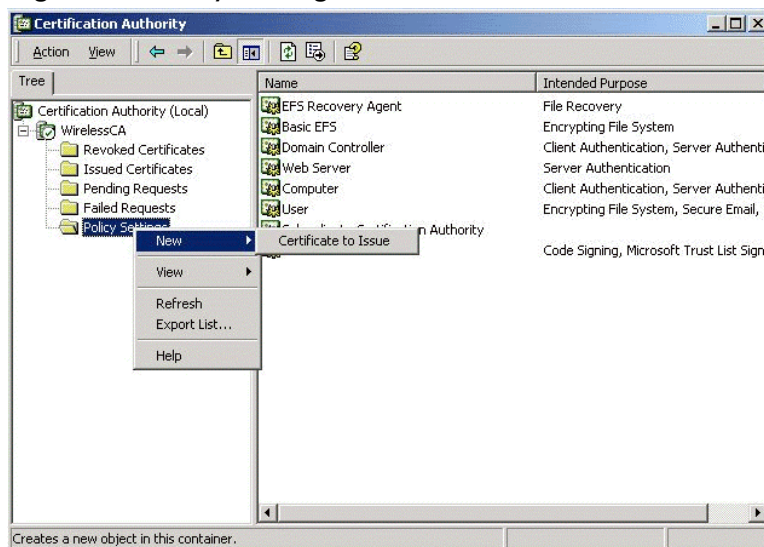 Certification Authority
Action View
Tree
Name Intended Purpose
Certification Authority (Local)
WirelessCA
Revoked Certificates
Issued Certificates
Pending Requests
Failed Requests
Policy Settings
EFS Recovery Agent File Recovery
Basic EFS Encrypting File System
Domain Controller Client Authentication, Server Authenti
Web Server Server Authentication
Computer Client Authentication, Server Authenti
User Encrypting File System, Secure Email,
Certification Authority
Code Signing, Microsoft Trust List Sign
New
Certificate to Issue
View
Refresh
Export List...
Help
Creates a new object in this container.